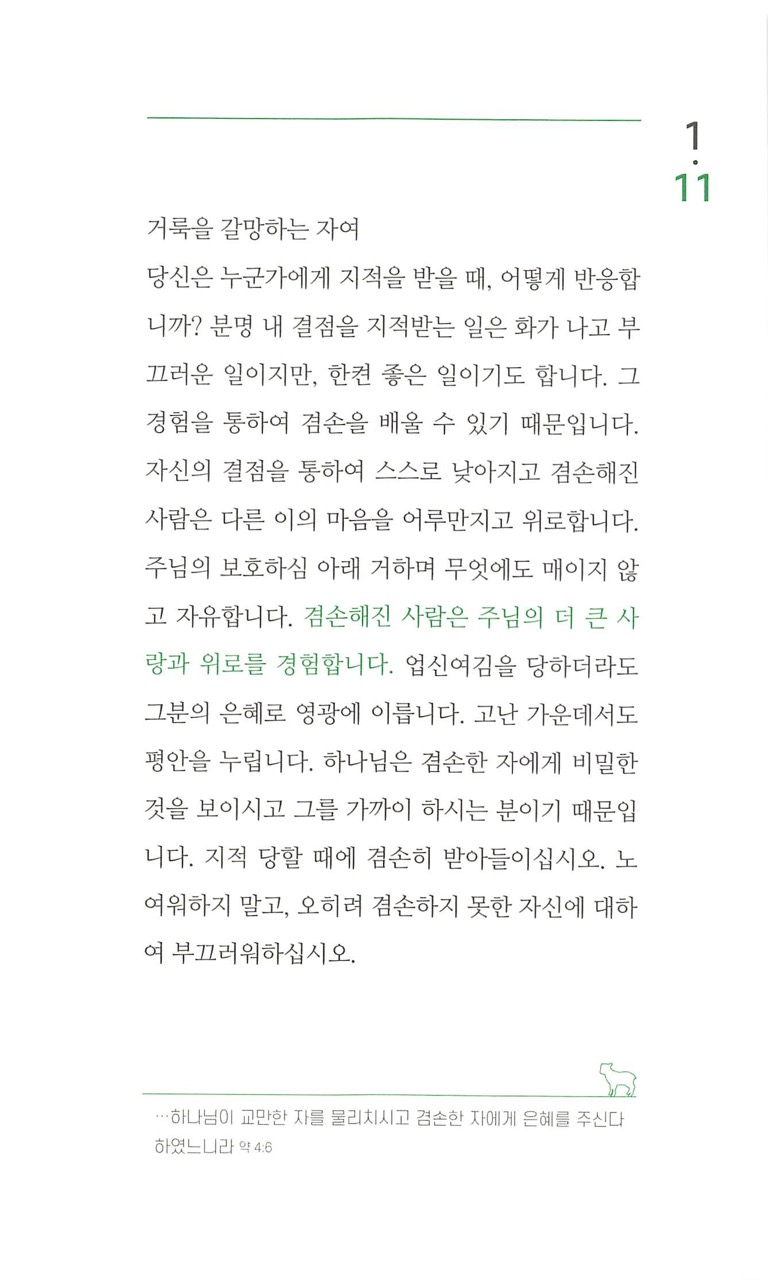 1
·
11
거룩을 갈망하는 자여
당신은 누군가에게 지적을 받을 때, 어떻게 반응합
니까? 분명 내 결점을 지적받는 일은 화가 나고 부
끄러운 일이지만, 한켠 좋은 일이기도 합니다. 그
경험을 통하여 겸손을 배울 수 있기 때문입니다.
자신의 결점을 통하여 스스로 낮아지고 겸손해진
사람은 다른 이의 마음을 어루만지고 위로합니다.
주님의 보호하심 아래 거하며 무엇에도 매이지 않
고 자유합니다. 겸손해진 사람은 주님의 더 큰 사
랑과 위로를 경험합니다. 업신여김을 당하더라도
그분의 은혜로 영광에 이릅니다. 고난 가운데서도
평안을 누립니다. 하나님은 겸손한 자에게 비밀한
것을 보이시고 그를 가까이 하시는 분이기 때문입
니다. 지적 당할 때에 겸손히 받아들이십시오. 노
여워하지 말고, 오히려 겸손하지 못한 자신에 대하
여 부끄러워하십시오.
…하나님이 교만한 자를 물리치시고 겸손한 자에게 은혜를 주신다
하였느니라 약 4:6